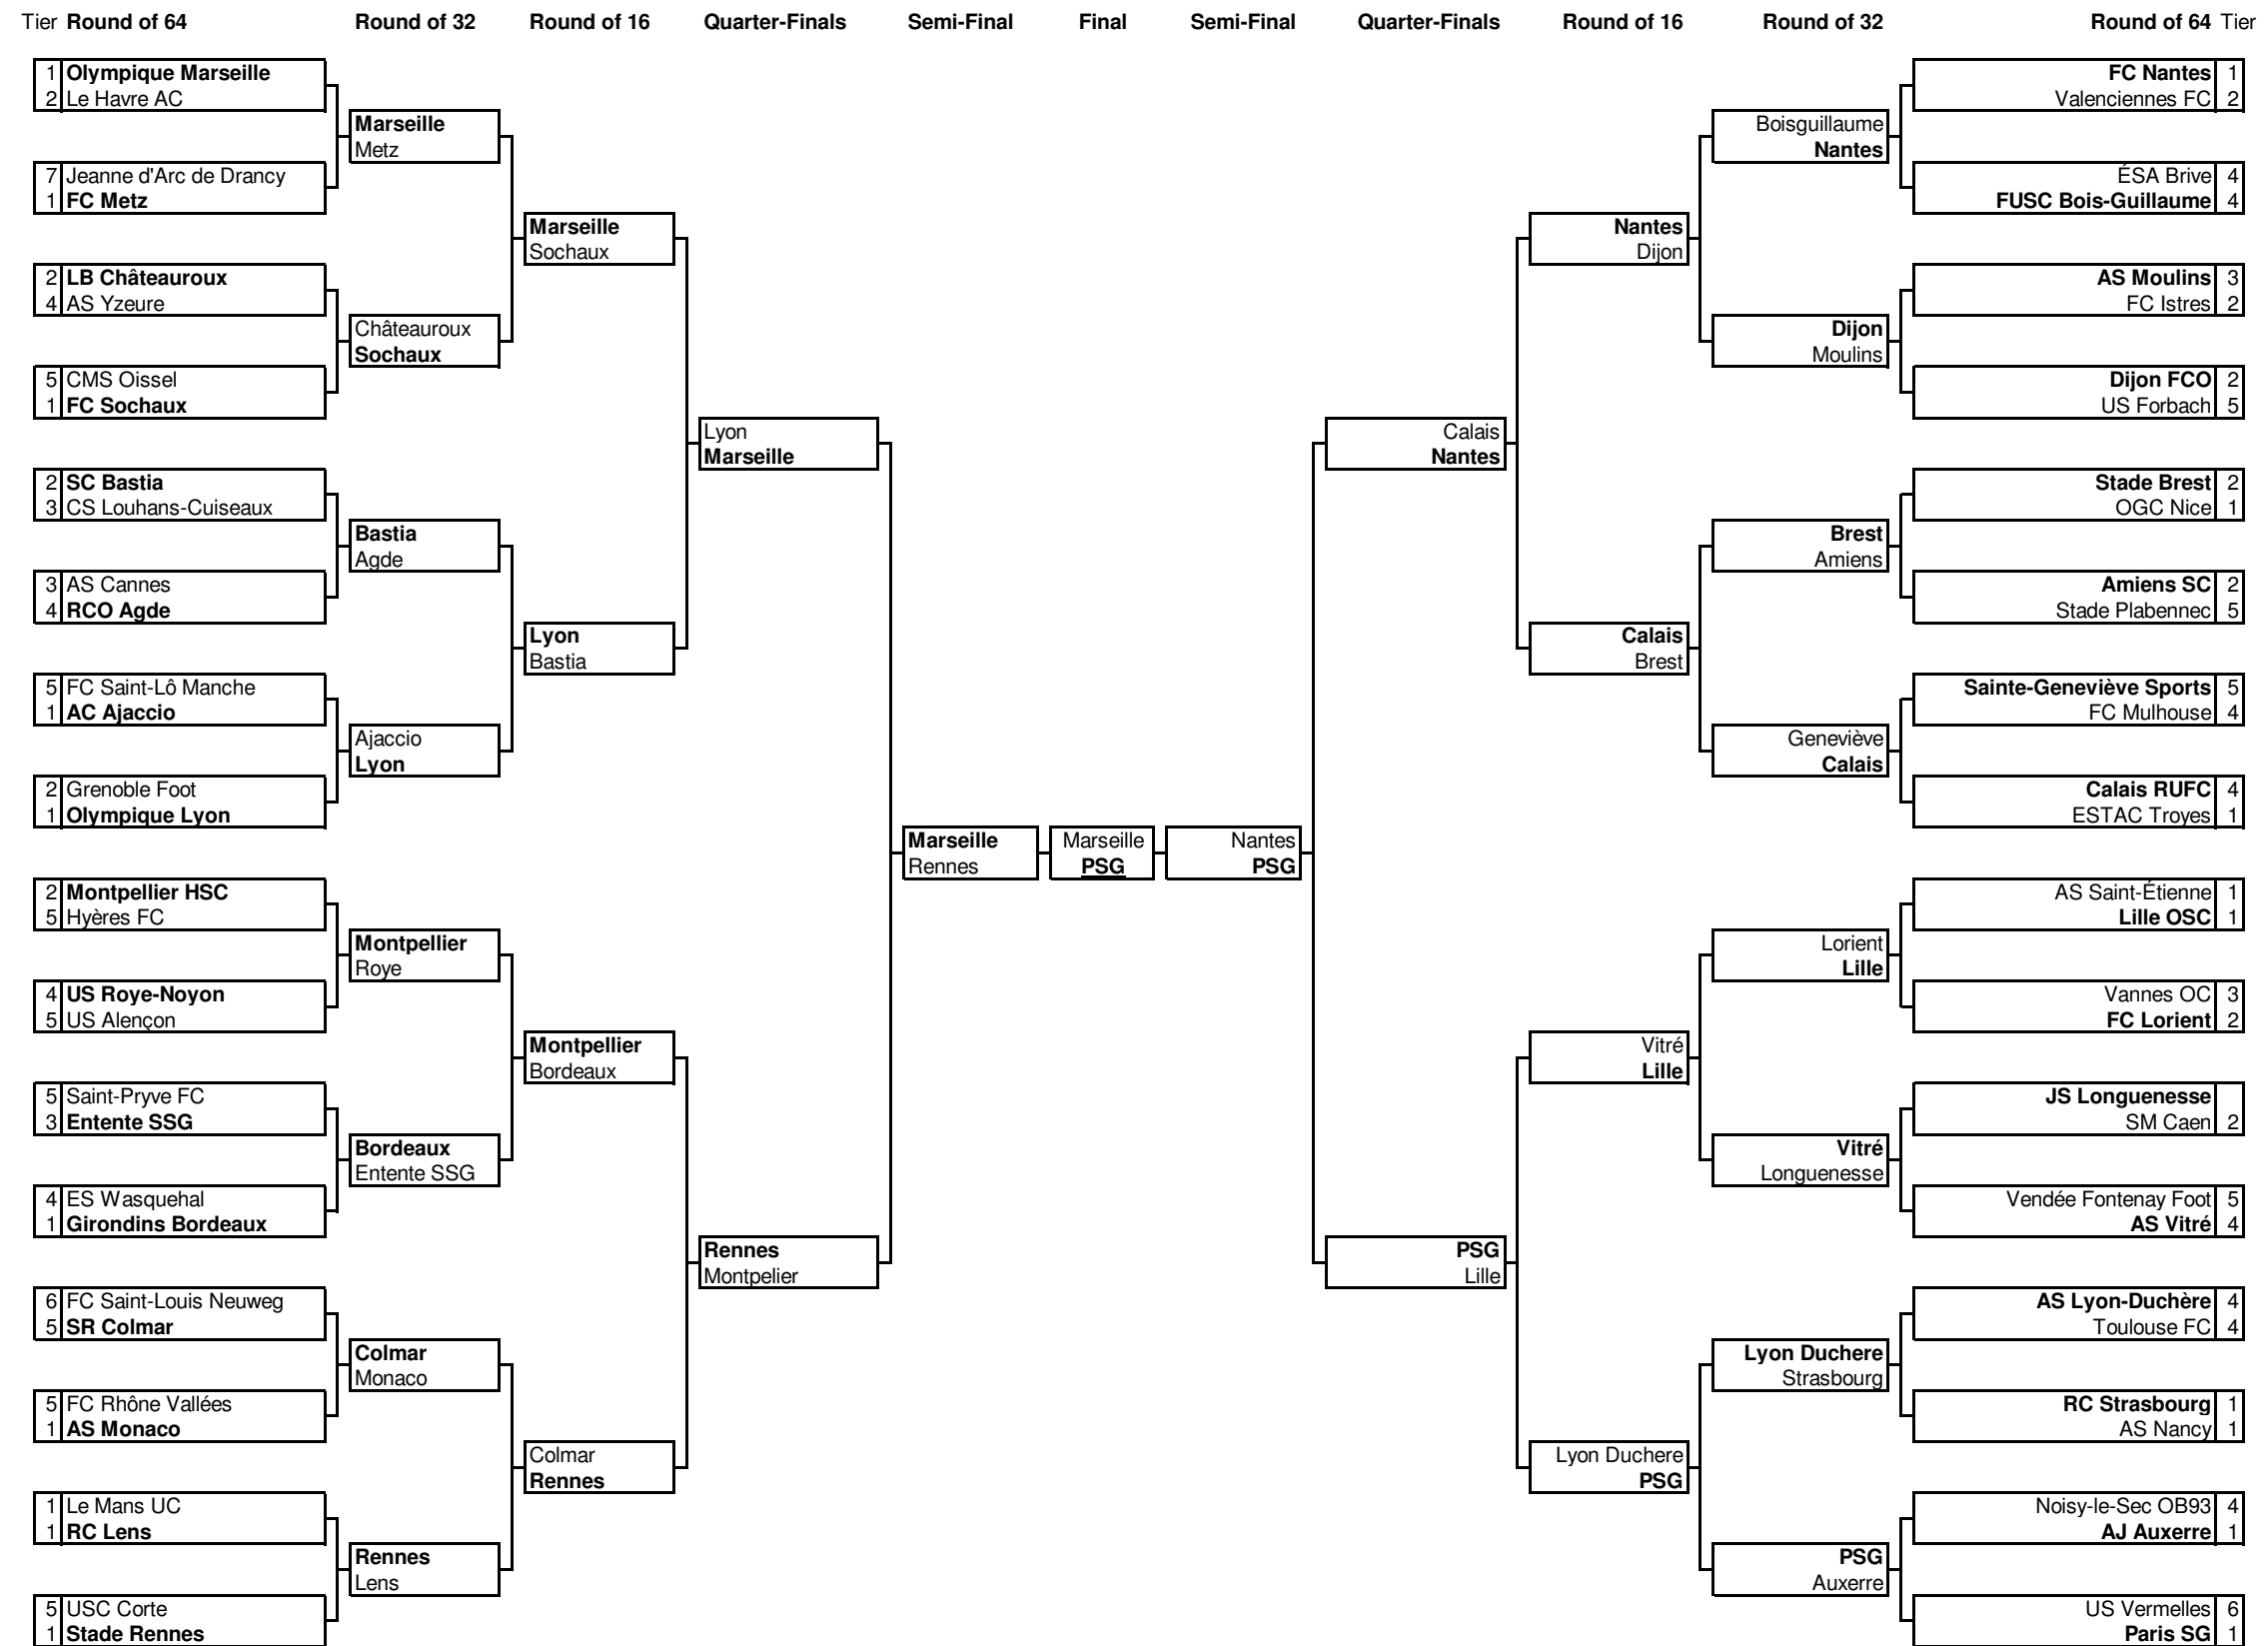 Tier Round of 64 Round of 32 Round of 16 Quarter-Finals Semi-Final Final Semi-Final Quarter-Finals Round of 16 Round of 32 Round of 64 Tier
1 Olympique Marseille
2 Le Havre AC
7 Jeanne d'Arc de Drancy
1 FC Metz
2 LB Châteauroux
4 AS Yzeure
5 CMS Oissel
1 FC Sochaux
2 SC Bastia
3 CS Louhans-Cuiseaux
3 AS Cannes
4 RCO Agde
5 FC Saint-Lô Manche
1 AC Ajaccio
2 Grenoble Foot
1 Olympique Lyon
2 Montpellier HSC
5 Hyères FC
4 US Roye-Noyon
5 US Alençon
5 Saint-Pryve FC
3 Entente SSG
4 ES Wasquehal
1 Girondins Bordeaux
6 FC Saint-Louis Neuweg
5 SR Colmar
5 FC Rhône Vallées
1 AS Monaco
1 Le Mans UC
1 RC Lens
5 USC Corte
1 Stade Rennes
Marseille
Metz
Châteauroux
Sochaux
Bastia
Agde
Ajaccio
Lyon
Montpellier
Roye
Bordeaux
Entente SSG
Colmar
Monaco
Rennes
Lens
Marseille
Sochaux
Lyon
Bastia
Montpellier
Bordeaux
Colmar
Rennes
Lyon
Marseille
Rennes
Montpelier
Marseille
Rennes
Marseille
PSG
Nantes
PSG
Calais
Nantes
PSG
Lille
Nantes
Dijon
Calais
Brest
Vitré
Lille
Lyon Duchere
PSG
Boisguillaume
Nantes
Dijon
Moulins
Brest
Amiens
Geneviève
Calais
Lorient
Lille
Vitré
Longuenesse
Lyon Duchere
Strasbourg
PSG
Auxerre
FC Nantes 1
Valenciennes FC 2
ÉSA Brive 4
FUSC Bois-Guillaume 4
AS Moulins 3
FC Istres 2
Dijon FCO 2
US Forbach 5
Stade Brest 2
OGC Nice 1
Amiens SC 2
Stade Plabennec 5
Sainte-Geneviève Sports 5
FC Mulhouse 4
Calais RUFC 4
ESTAC Troyes 1
AS Saint-Étienne 1
Lille OSC 1
Vannes OC 3
FC Lorient 2
JS Longuenesse
SM Caen 2
Vendée Fontenay Foot 5
AS Vitré 4
AS Lyon-Duchère 4
Toulouse FC 4
RC Strasbourg 1
AS Nancy 1
Noisy-le-Sec OB93 4
AJ Auxerre 1
US Vermelles 6
Paris SG 1